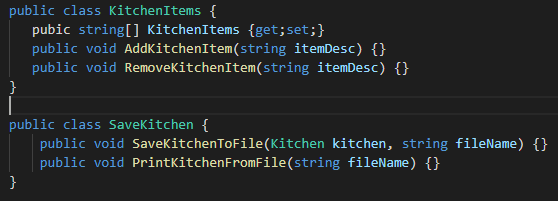 public class KitchenItems {
pubic string[] KitchenItems {get;set;}
public void AddKitchenItem(string itemDesc) {}
public void RemoveKitchenItem(string itemDesc) {}
}
public class SaveKitchen {
public void SaveKitchenToFile(Kitchen kitchen, string fileName) {}
public void PrintKitchenFromFile(string fileName) {}
}